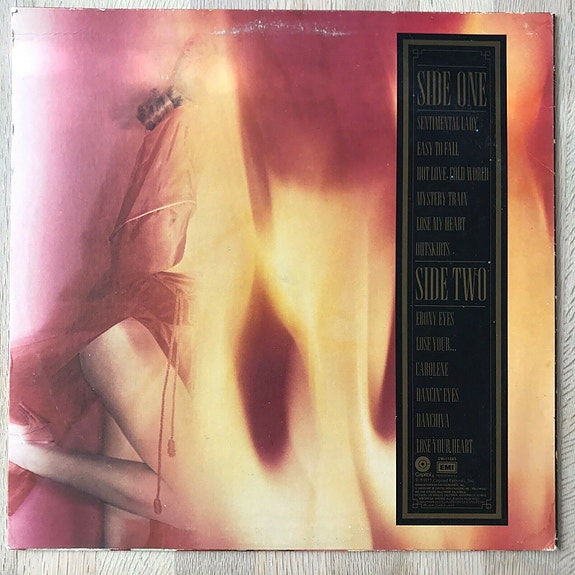 SIDE ONE
SENTIMENTAL LADY
EASY TO FALL
HOT LOVE, COLD WORLD
MYSTERY TRAIN
LOSE MY HEART
OUTSKIRTS
SIDE TWO
EBONY EYES
LOSE YOUR...
CAROLENE
DANCIN' EYES
DANCHIVA
LOSE YOUR HEART
Capitol
EMI